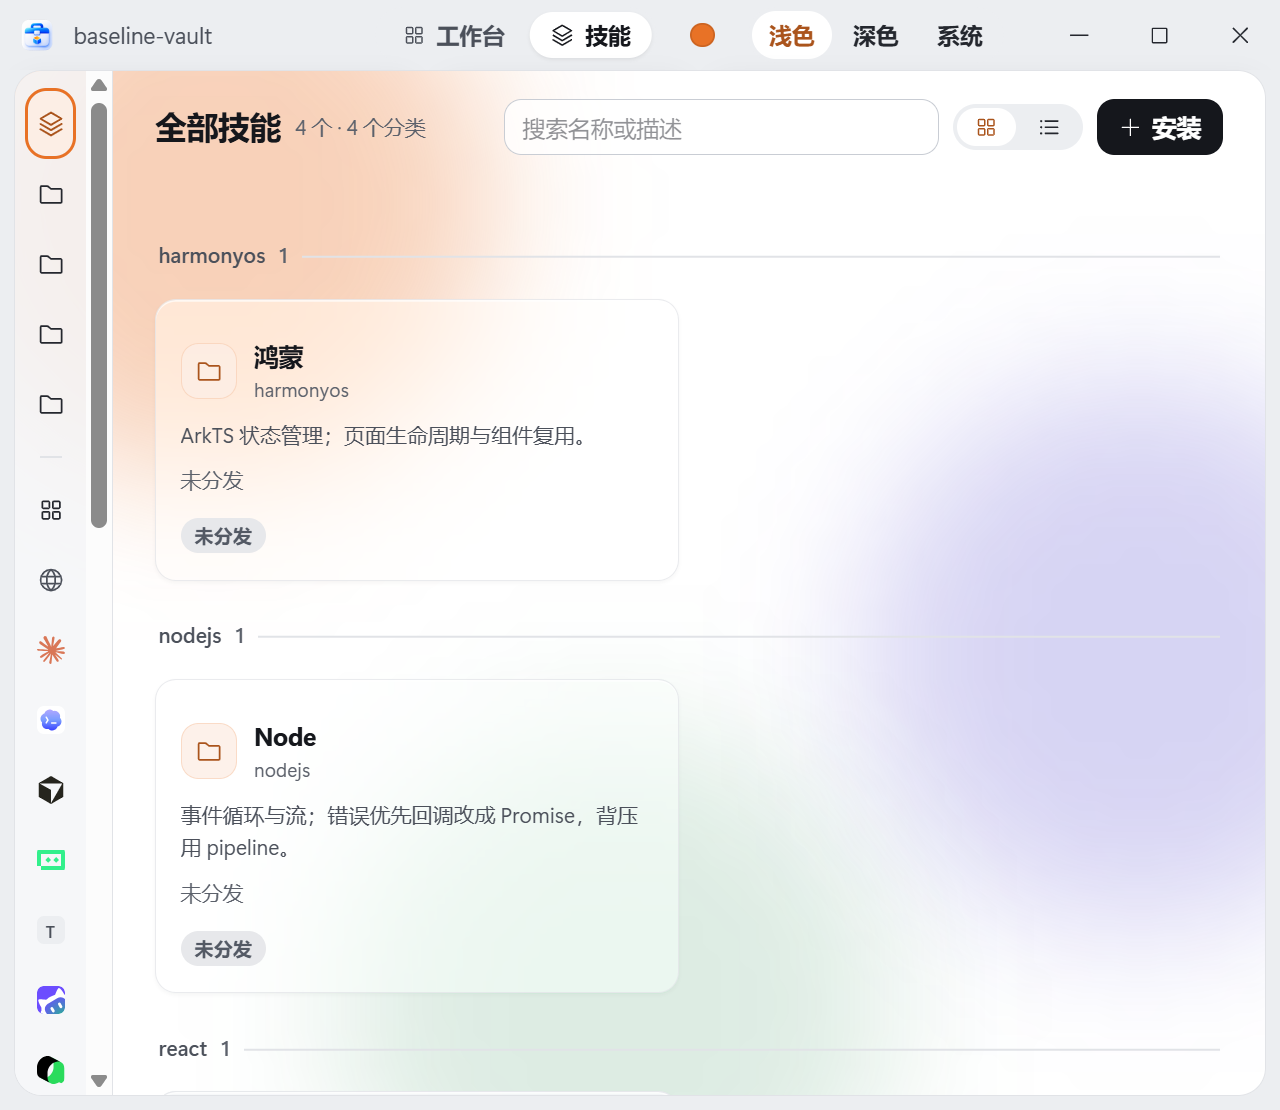 baseline-vault
工作台
技能
浅色
深色
系统
全部技能
4 个 · 4 个分类
搜索名称或描述
安装
harmonyos 1
鸿蒙
harmonyos
ArkTS 状态管理；页面生命周期与组件复用。
未分发
未分发
nodejs 1
Node
nodejs
事件循环与流；错误优先回调改成 Promise，背压
用 pipeline。
未分发
未分发
T
react 1